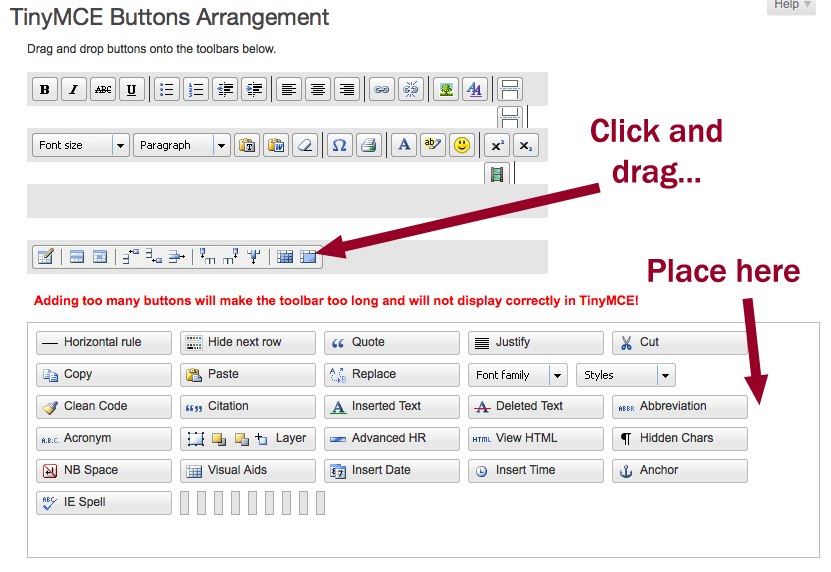 TinyMCE Buttons Arrangement
Help ▼
Drag and drop buttons onto the toolbars below.
B I ABC U
Click and
drag...
Font size Paragraph
Place here
Adding too many buttons will make the toolbar too long and will not display correctly in TinyMCE!
Horizontal rule Hide next row Quote Justify Cut
Copy Paste Replace Font family Styles
Clean Code Citation Inserted Text Deleted Text ABBR Abbreviation
A.B.C. Acronym Layer Advanced HR HTML View HTML Hidden Chars
NB Space Visual Aids Insert Date Insert Time Anchor
ABC IE Spell